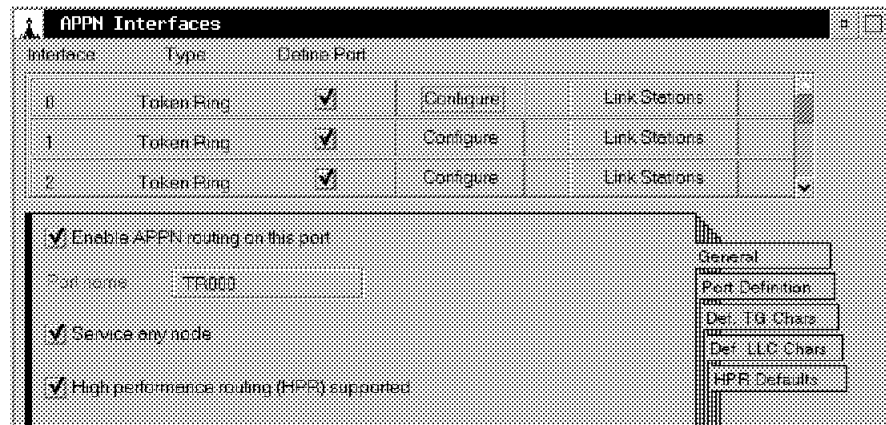 APPN Interfaces
Interface Type Define Port
0 Token Ring Configure Link Stations
1 Token Ring Configure Link Stations
2 Token Ring Configure Link Stations
Enable APPN routing on this port
Port name TR000
Service any node
High performance routing (HPR) supported
General
Port Definition
Def. TG Chars
Def. LLC Chars
HPR Defaults